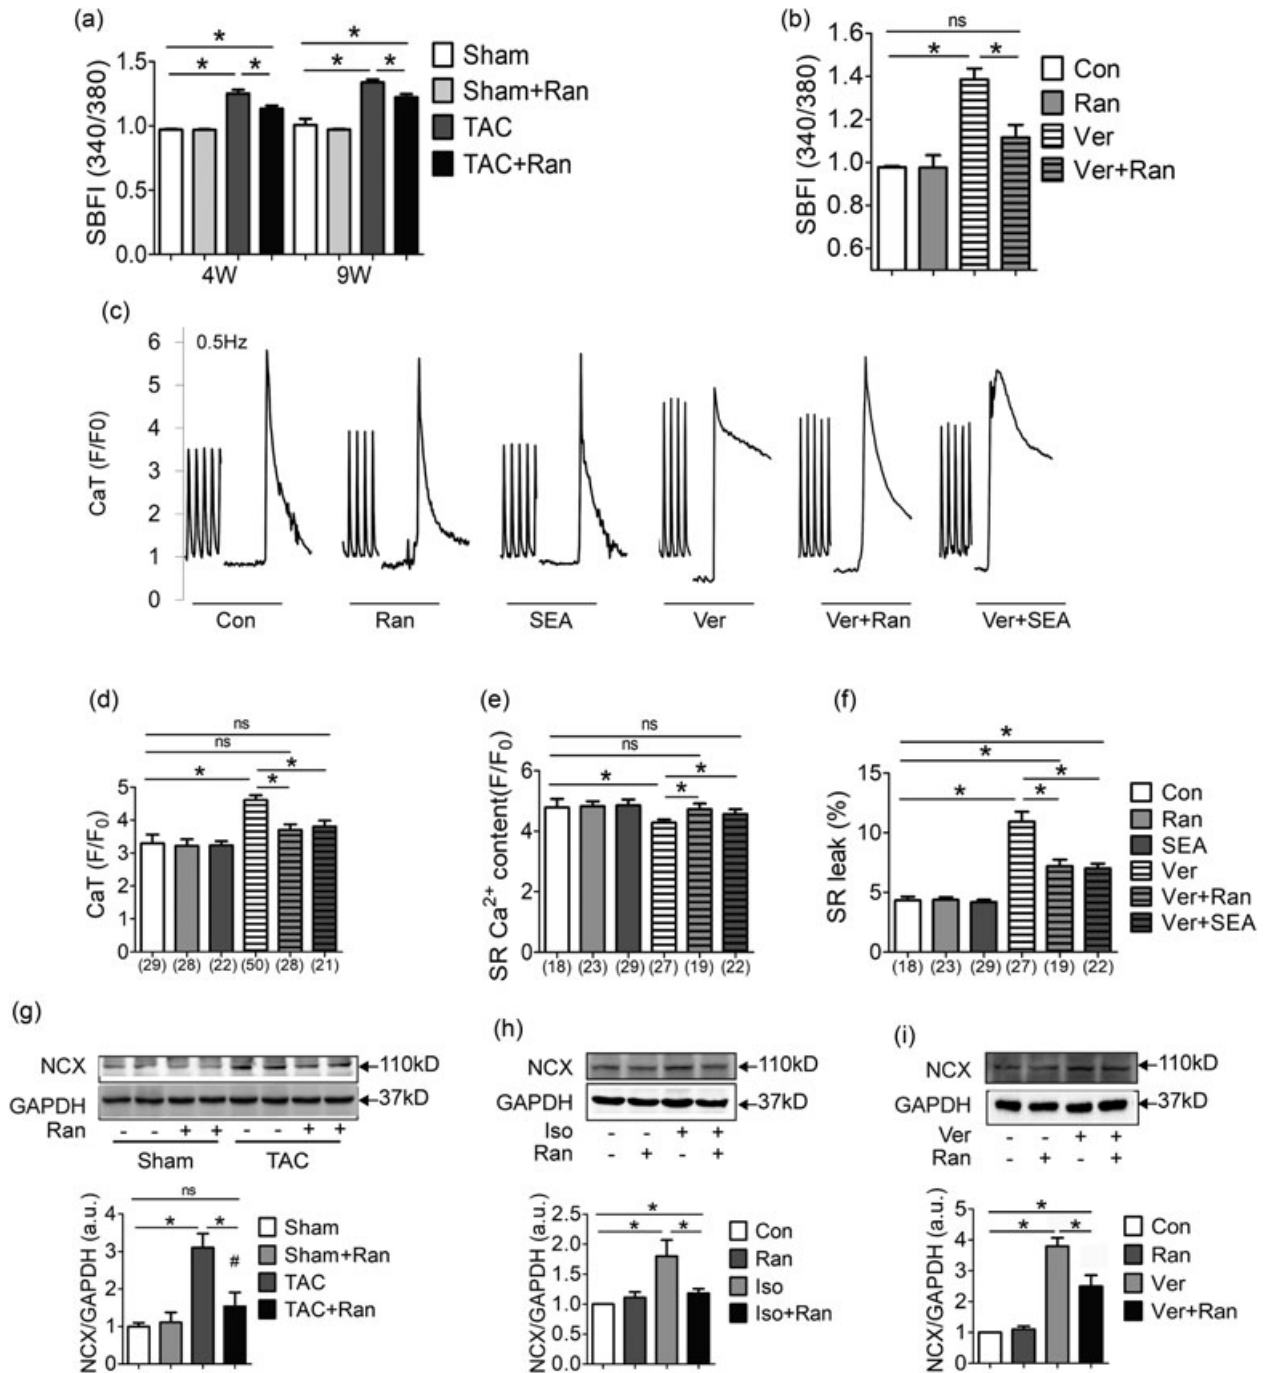 (a)
*
*
*
*
*
*
SBFI (340/380)
1.5
1.0
0.5
0.0
4W
9W
Sham
Sham+Ran
TAC
TAC+Ran
(b)
ns
*
*
SBFI (340/380)
1.6
1.4
1.2
1.0
0.8
0.6
Con
Ran
Ver
Ver+Ran
(c)
0.5Hz
CaT (F/F0)
6
5
4
3
2
1
0
Con
Ran
SEA
Ver
Ver+Ran
Ver+SEA
(d)
ns
ns
*
*
*
CaT (F/F0)
5
4
3
2
1
0
(29) (28) (22) (50) (28) (21)
(e)
ns
ns
*
*
*
SR Ca2+ content(F/F0)
6
4
2
0
(18) (23) (29) (27) (19) (22)
(f)
*
*
*
*
*
SR leak (%)
15
10
5
0
(18) (23) (29) (27) (19) (22)
Con
Ran
SEA
Ver
Ver+Ran
Ver+SEA
(g)
NCX
110kD
GAPDH
37kD
Ran - - + + - - + +
Sham
TAC
ns
*
*
#
NCX/GAPDH (a.u.)
4
3
2
1
0
Sham
Sham+Ran
TAC
TAC+Ran
(h)
NCX
110kD
GAPDH
37kD
Iso - - + +
Ran - + - +
*
*
*
NCX/GAPDH (a.u.)
2.5
2.0
1.5
1.0
0.5
0.0
Con
Ran
Iso
Iso+Ran
(i)
NCX
110kD
GAPDH
37kD
Ver - - + +
Ran - + - +
*
*
*
NCX/GAPDH (a.u.)
5
4
3
2
1
0
Con
Ran
Ver
Ver+Ran